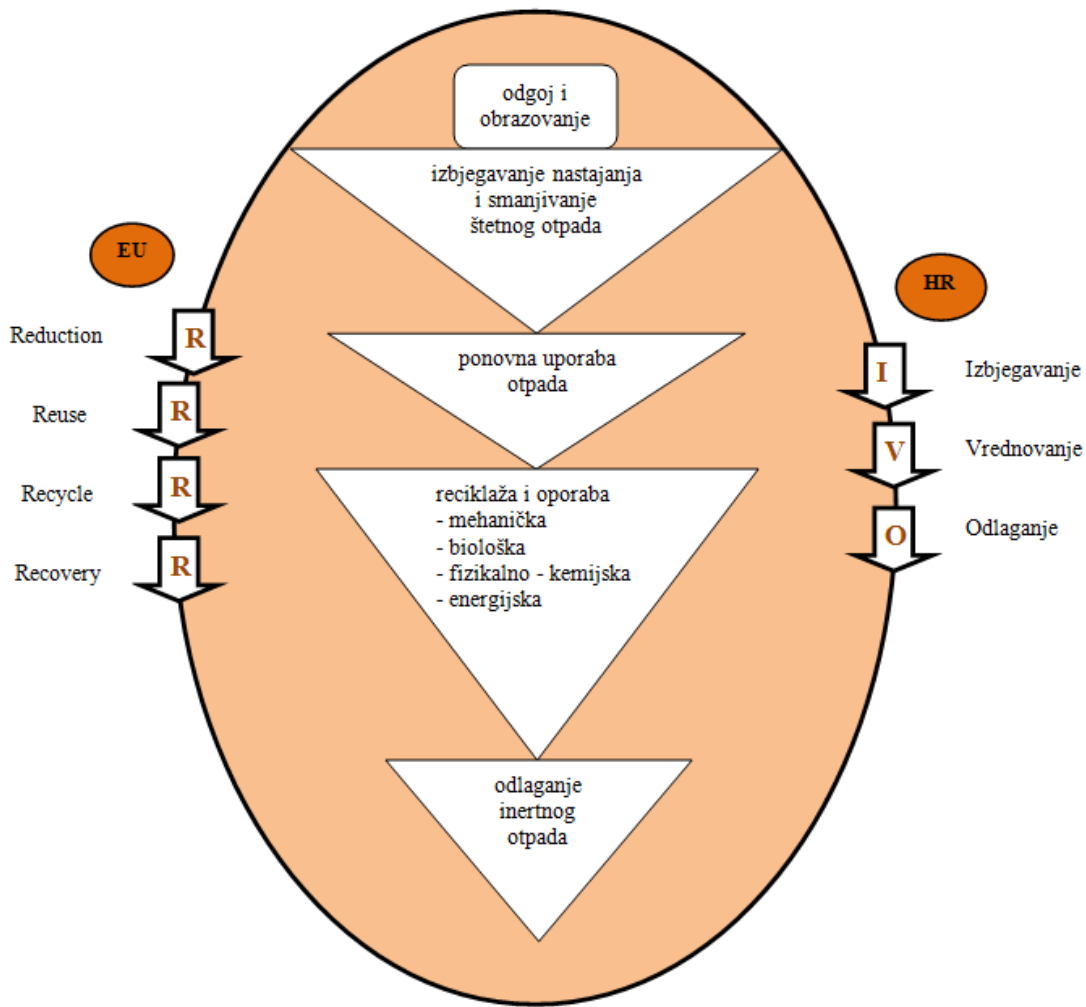 odgoj i
obrazovanje
izbjegavanje nastajanja
i smanjivanje
štetnog otpada
EU
HR
Reduction
R
ponovna uporaba
otpada
I
Izbjegavanje
Reuse
R
V
Vrednovanje
Recycle
R
reciklaža i oporaba
- mehanička
- biološka
- fizikalno - kemijska
- energijska
O
Odlaganje
Recovery
R
odlaganje
inertnog
otpada